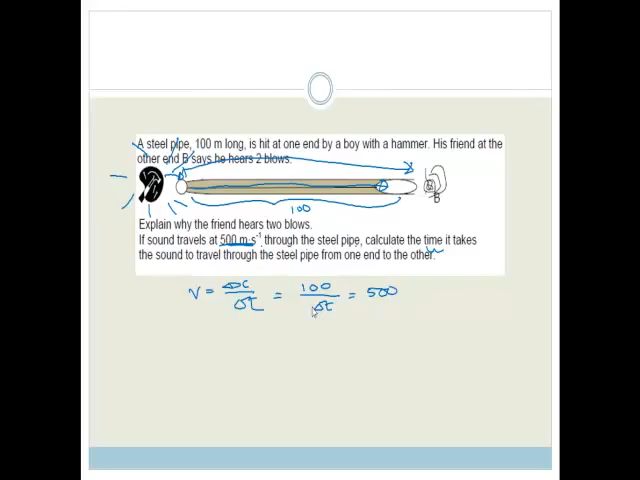 A steel pipe, 100 m long, is hit at one end by a boy with a hammer. His friend at the
other end B says he hears 2 blows.
B
100
Explain why the friend hears two blows.
If sound travels at 500 m·s⁻¹, through the steel pipe, calculate the time it takes
the sound to travel through the steel pipe from one end to the other.
V = Δx/Δt = 100/Δt = 500